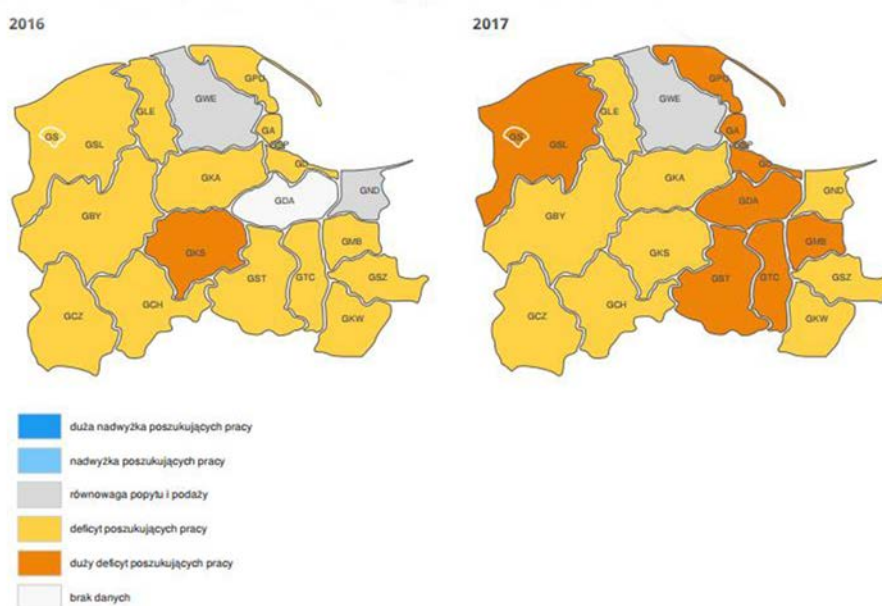 2016
2017
GPU
GLE
GWE
GA
GSP
GS
GSL
GD
GKA
GND
GDA
GBY
GMB
GKS
GSZ
GST
GTC
GCH
GCZ
GKW
GPU
GLE
GWE
GA
GSP
GS
GSL
GD
GKA
GND
GDA
GBY
GMB
GKS
GSZ
GST
GTC
GCH
GCZ
GKW
duża nadwyżka poszukujących pracy
nadwyżka poszukujących pracy
równowaga popytu i podaży
deficyt poszukujących pracy
duży deficyt poszukujących pracy
brak danych